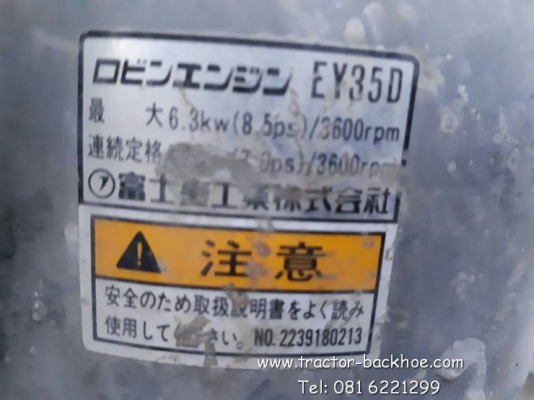 ロビンエンジン EY35D
最 大6.3kw(8.5ps)/3600rpm
連続定格 ps)/3600rpm
富士重工業株式会社
注意
安全のため取扱説明書をよく読み
使用してください。NO.2239180213
www.tractor-backhoe.com
Tel: 081 6221299